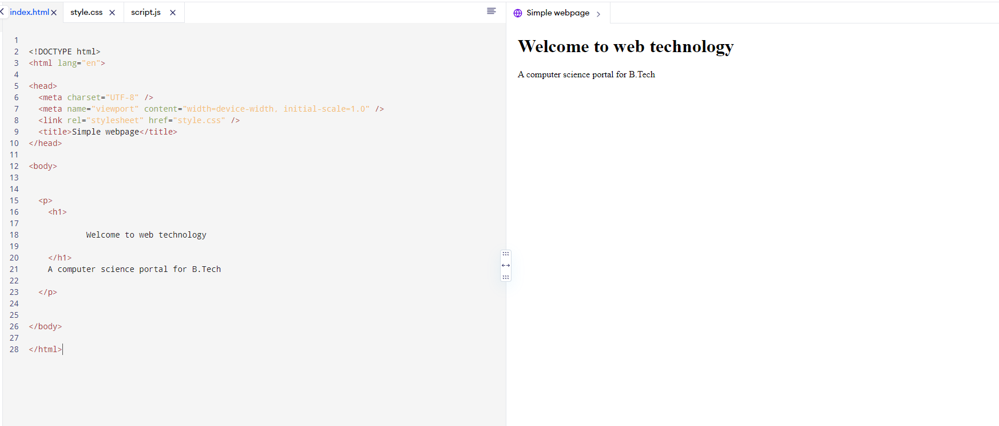 index.html
style.css
script.js
1
2 <!DOCTYPE html>
3 <html lang="en">
4
5 <head>
6 <meta charset="UTF-8" />
7 <meta name="viewport" content="width=device-width, initial-scale=1.0" />
8 <link rel="stylesheet" href="style.css" />
9 <title>Simple webpage</title>
10 </head>
11
12 <body>
13
14
15 <p>
16 <h1>
17
18 Welcome to web technology
19
20 </h1>
21 A computer science portal for B.Tech
22
23 </p>
24
25
26 </body>
27
28 </html>
Simple webpage
Welcome to web technology
A computer science portal for B.Tech